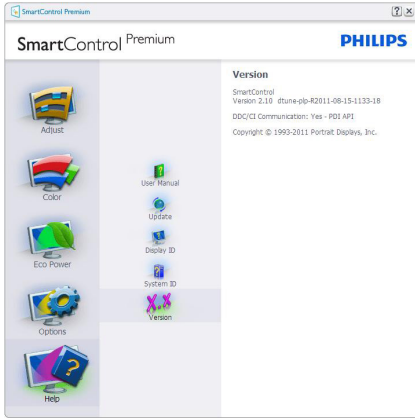 SmartControl Premium
SmartControl Premium
PHILIPS
Adjust
Color
Eco Power
Options
Help
User Manual
Update
Display ID
System ID
X.X
Version
Version
SmartControl
Version 2.10 dtune-plp-R2011-08-15-1133-18
DDC/CI Communication: Yes - PDI API
Copyright © 1993-2011 Portrait Displays, Inc.